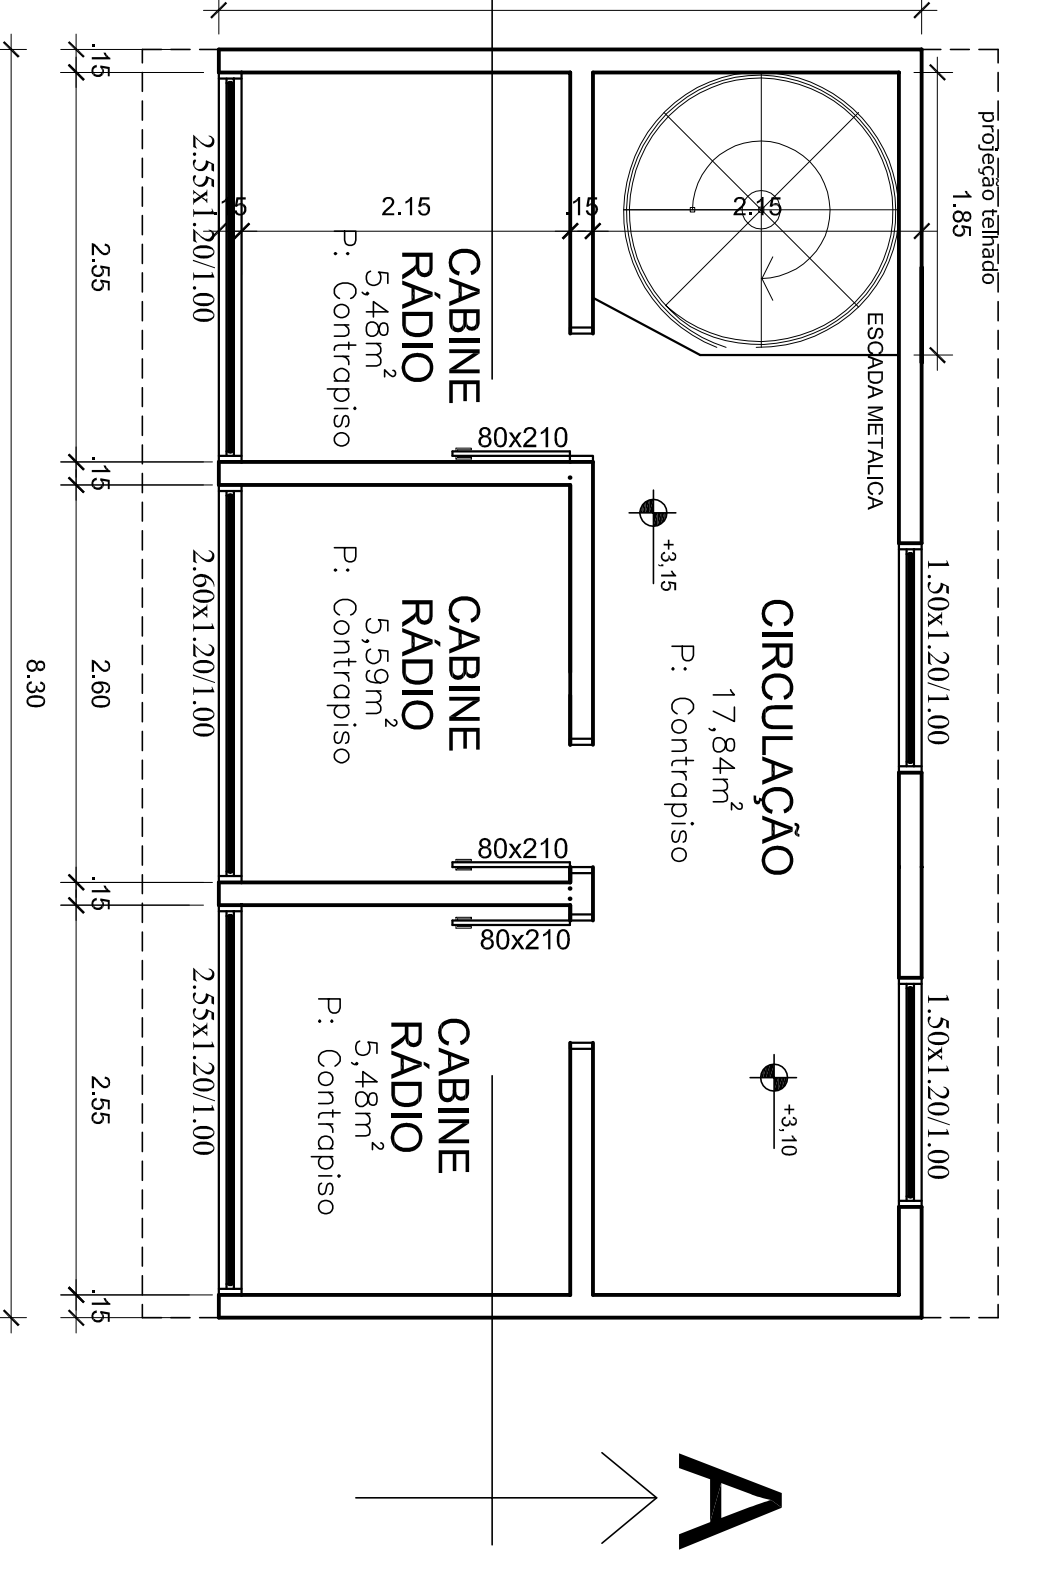 projeção telhado
1.85
ESCADA METALICA
2.15
.15
2.15
.15
.15
2.55
.15
2.60
.15
2.55
.15
8.30
2.55x1.20/1.00
2.60x1.20/1.00
2.55x1.20/1.00
CABINE
RÁDIO
5,48m²
P: Contrapiso
80x210
CABINE
RÁDIO
5,59m²
P: Contrapiso
80x210
80x210
CABINE
RÁDIO
5,48m²
P: Contrapiso
+3,15
CIRCULAÇÃO
17,84m²
P: Contrapiso
+3,10
1.50x1.20/1.00
1.50x1.20/1.00
A